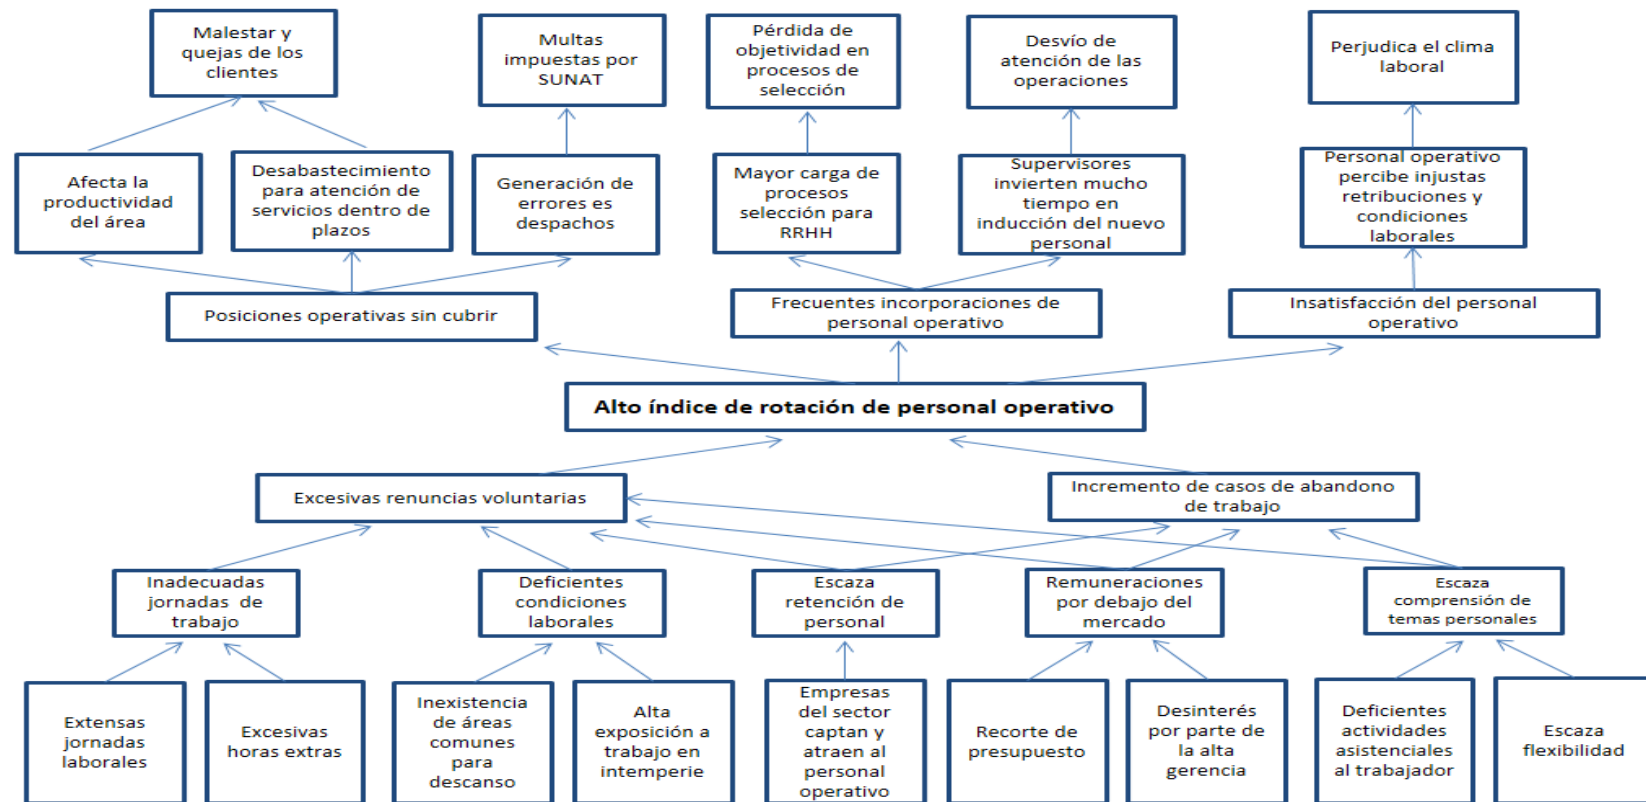 Malestar y
quejas de los
clientes
Multas
impuestas por
SUNAT
Pérdida de
objetividad en
procesos de
selección
Desvío de
atención de las
operaciones
Perjudica el clima
laboral
Afecta la
productividad
del área
Desabastecimiento
para atención de
servicios dentro de
plazos
Generación de
errores es
despachos
Mayor carga de
procesos
selección para
RRHH
Supervisores
invierten mucho
tiempo en
inducción del nuevo
personal
Personal operativo
percibe injustas
retribuciones y
condiciones
laborales
Posiciones operativas sin cubrir
Frecuentes incorporaciones de
personal operativo
Insatisfacción del personal
operativo
Alto índice de rotación de personal operativo
Excesivas renuncias voluntarias
Incremento de casos de abandono
de trabajo
Inadecuadas
jornadas de
trabajo
Deficientes
condiciones
laborales
Escaza
retención de
personal
Remuneraciones
por debajo del
mercado
Escaza
comprensión de
temas personales
Extensas
jornadas
laborales
Excesivas
horas extras
Inexistencia
de áreas
comunes
para
descanso
Alta
exposición a
trabajo en
intemperie
Empresas
del sector
captan y
atraen al
personal
operativo
Recorte de
presupuesto
Desinterés
por parte de
la alta
gerencia
Deficientes
actividades
asistenciales
al trabajador
Escaza
flexibilidad